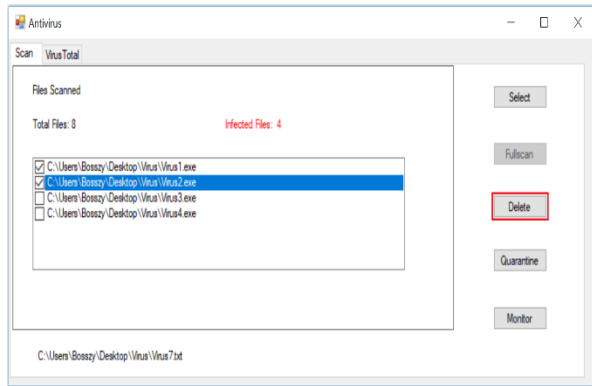 Antivirus
Scan VirusTotal
Files Scanned
Total Files: 8 Infected Files: 4
C:\Users\Bosszy\Desktop\Virus\Virus1.exe
C:\Users\Bosszy\Desktop\Virus\Virus2.exe
C:\Users\Bosszy\Desktop\Virus\Virus3.exe
C:\Users\Bosszy\Desktop\Virus\Virus4.exe
Select
Fullscan
Delete
Quarantine
Monitor
C:\Users\Bosszy\Desktop\Virus\Virus7.txt